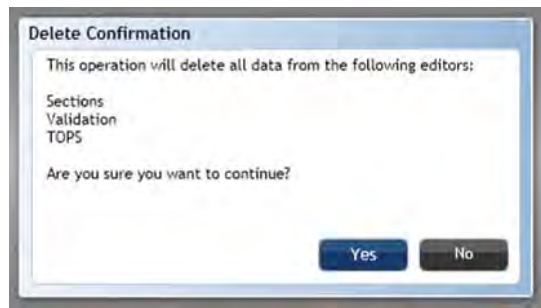 Delete Confirmation
This operation will delete all data from the following editors:
Sections
Validation
TOPS
Are you sure you want to continue?
Yes
No